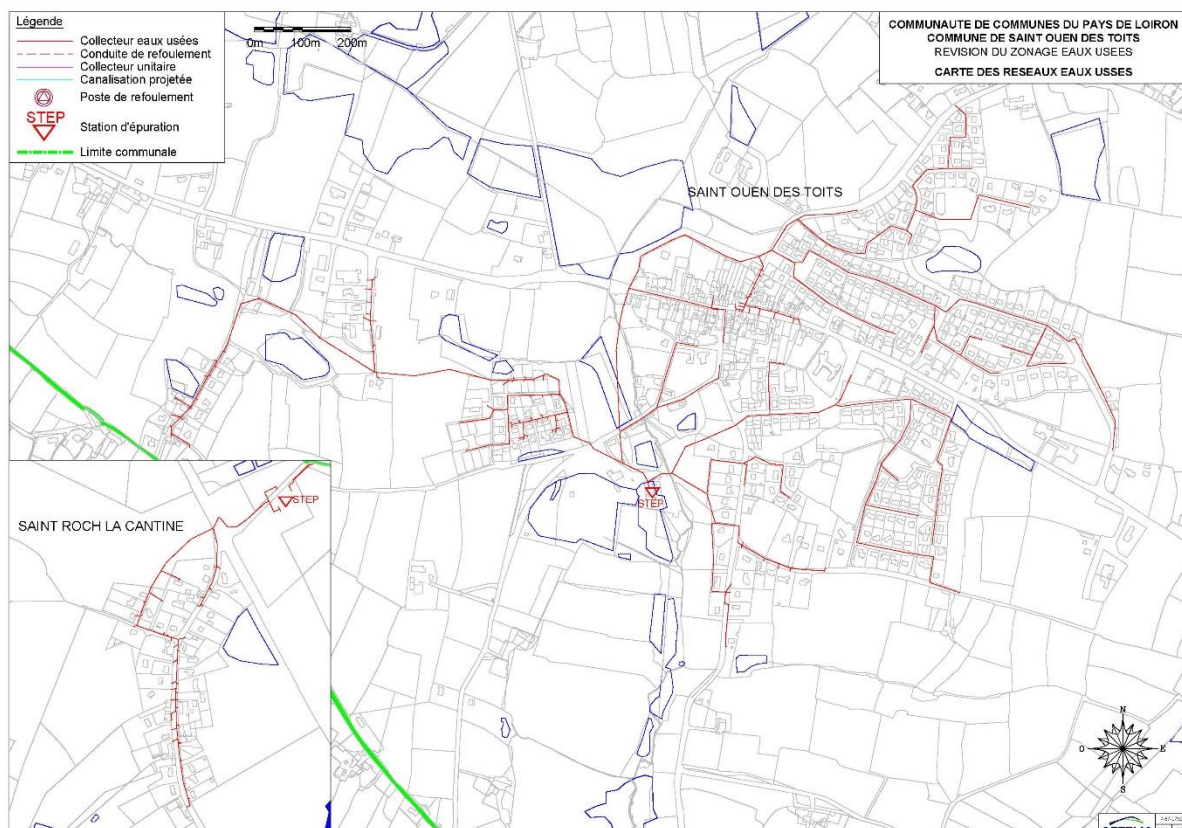 Légende
Collecteur eaux usées
Conduite de refoulement
Collecteur unitaire
Canalisation projetée
Poste de refoulement
STEP
Station d'épuration
Limite communale
0m 100m 200m
COMMUNAUTE DE COMMUNES DU PAYS DE LOIRON
COMMUNE DE SAINT OUEN DES TOITS
REVISION DU ZONAGE EAUX USEES
CARTE DES RESEAUX EAUX USSES
SAINT OUEN DES TOITS
STEP
STEP
SAINT ROCH LA CANTINE
N
O
E
S